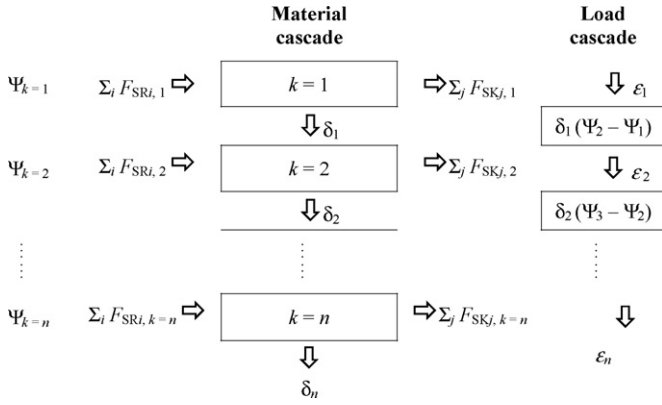 Material cascade Load cascade
Ψk = 1 Σi FSRi, 1 ⇨ k = 1 ⇨ Σj FSKj, 1 ⇩ ε1
⇩ δ1 δ1 (Ψ2 – Ψ1)
Ψk=2 Σi FSRi, 2 ⇨ k = 2 ⇨ Σj FSKj, 2 ⇩ ε2
⇩ δ2 δ2 (Ψ3 – Ψ2)
Ψk=n Σi FSRi, k=n ⇨ k = n ⇨ Σj FSKj, k=n ⇩
⇩ εn
δn